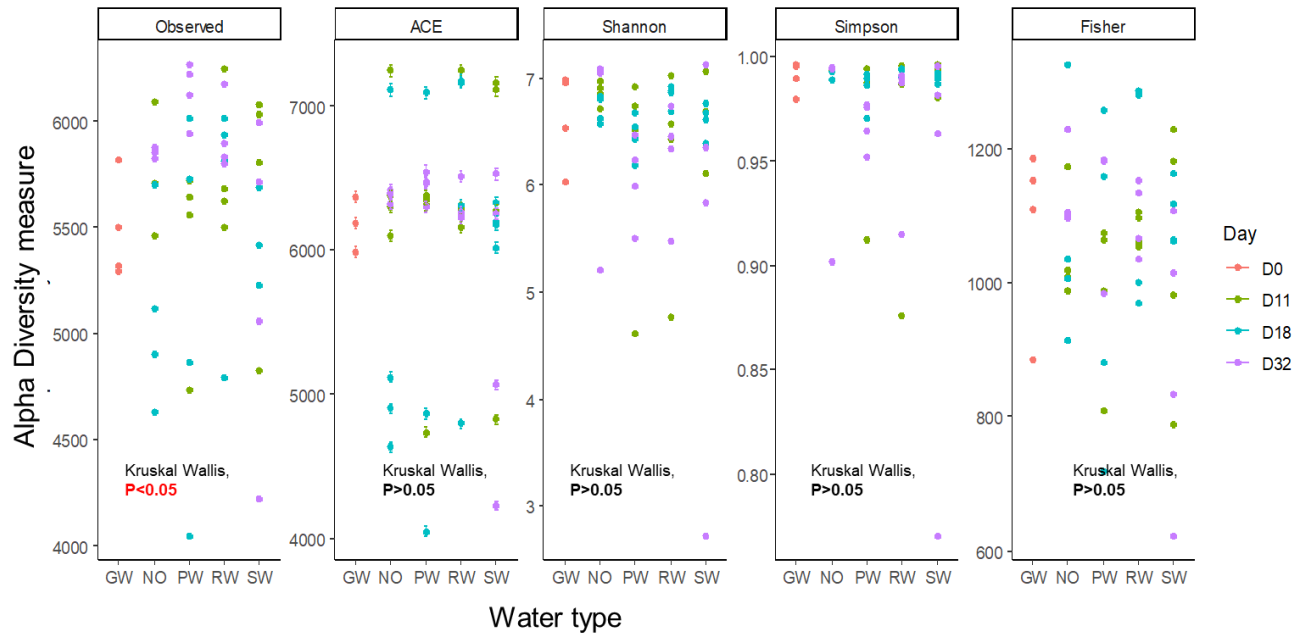 Observed
ACE
Shannon
Simpson
Fisher
Alpha Diversity measure
6000
5500
5000
4500
4000
Kruskal Wallis,
P<0.05
GW NO PW RW SW
7000
6000
5000
4000
Kruskal Wallis,
P>0.05
GW NO PW RW SW
7
6
5
4
3
Kruskal Wallis,
P>0.05
GW NO PW RW SW
1.00
0.95
0.90
0.85
0.80
Kruskal Wallis,
P>0.05
GW NO PW RW SW
1200
1000
800
600
Kruskal Wallis,
P>0.05
GW NO PW RW SW
Day
D0
D11
D18
D32
Water type